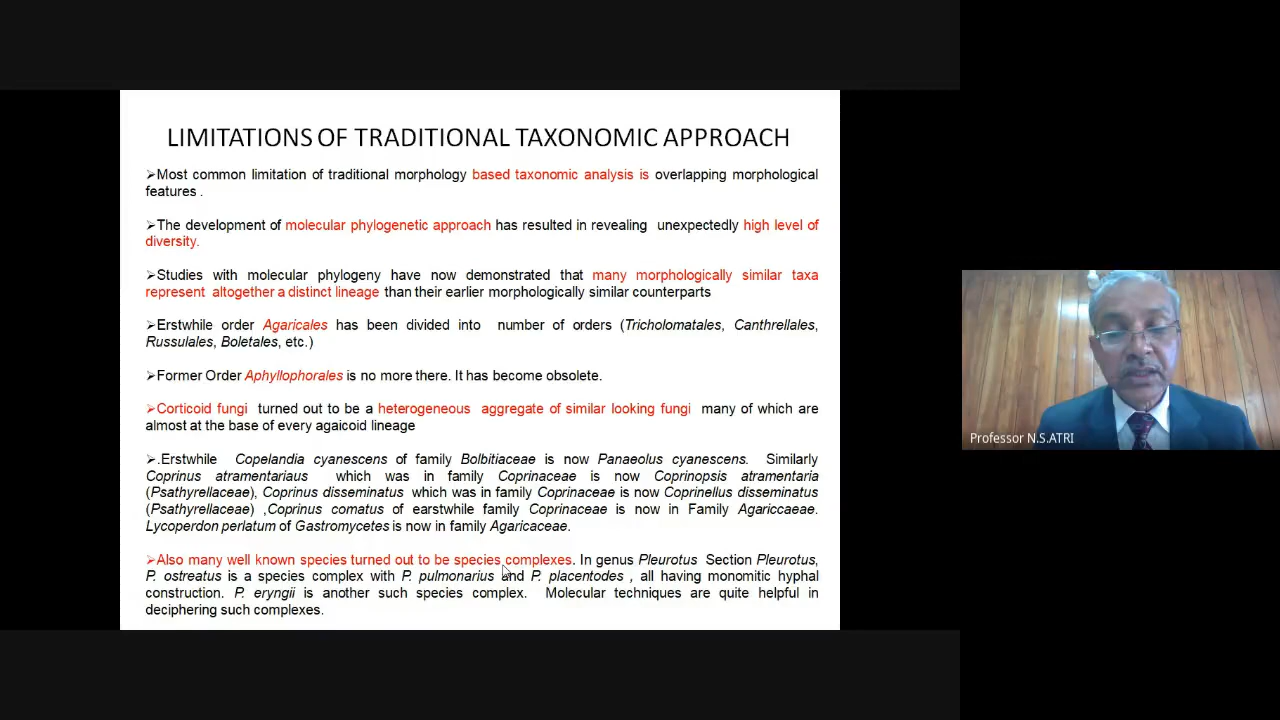 LIMITATIONS OF TRADITIONAL TAXONOMIC APPROACH
➢Most common limitation of traditional morphology based taxonomic analysis is overlapping morphological
features .
➢The development of molecular phylogenetic approach has resulted in revealing unexpectedly high level of
diversity.
➢Studies with molecular phylogeny have now demonstrated that many morphologically similar taxa
represent altogether a distinct lineage than their earlier morphologically similar counterparts
➢Erstwhile order Agaricales has been divided into number of orders (Tricholomatales, Canthrellales,
Russulales, Boletales, etc.)
➢Former Order Aphyllophorales is no more there. It has become obsolete.
➢Corticoid fungi turned out to be a heterogeneous aggregate of similar looking fungi many of which are
almost at the base of every agaicoid lineage
➢.Erstwhile Copelandia cyanescens of family Bolbitiaceae is now Panaeolus cyanescens. Similarly
Coprinus atramentariaus which was in family Coprinaceae is now Coprinopsis atramentaria
(Psathyrellaceae), Coprinus disseminatus which was in family Coprinaceae is now Coprinellus disseminatus
(Psathyrellaceae) ,Coprinus comatus of earstwhile family Coprinaceae is now in Family Agariccaeae.
Lycoperdon perlatum of Gastromycetes is now in family Agaricaceae.
➢Also many well known species turned out to be species complexes. In genus Pleurotus Section Pleurotus,
P. ostreatus is a species complex with P. pulmonarius and P. placentodes , all having monomitic hyphal
construction. P. eryngii is another such species complex. Molecular techniques are quite helpful in
deciphering such complexes.
Professor N.S.ATRI